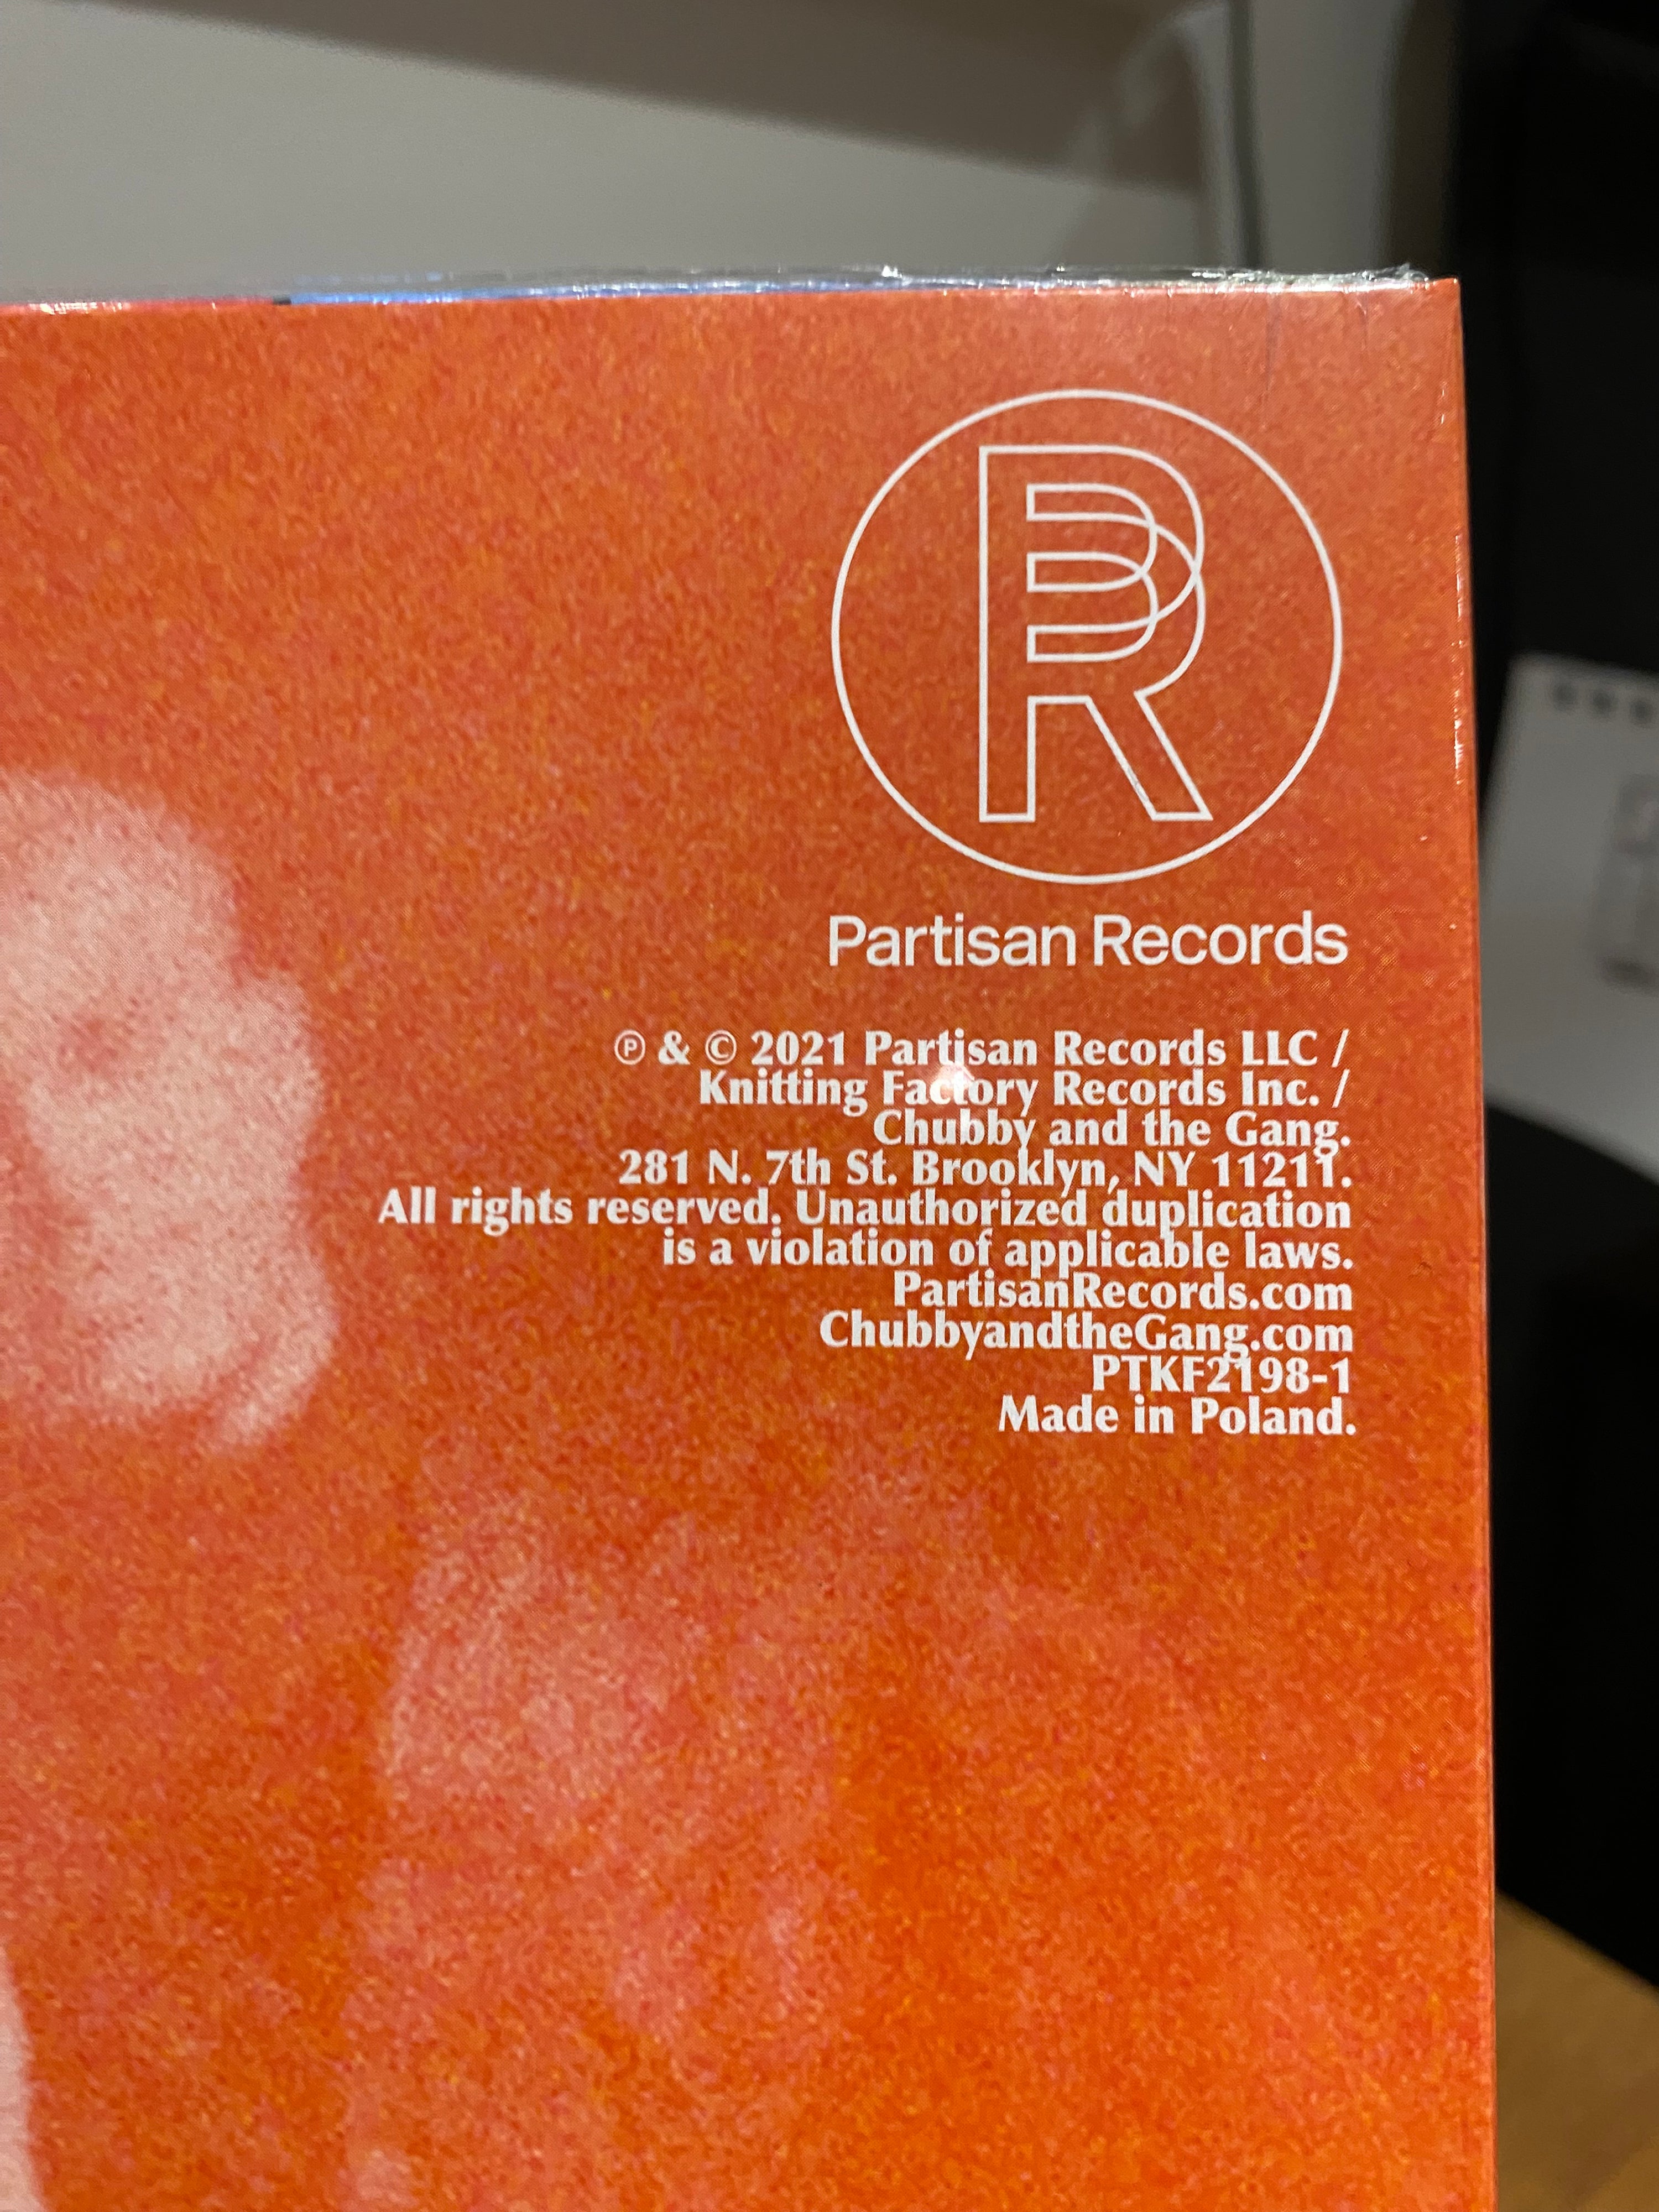 PR
Partisan Records
℗ & © 2021 Partisan Records LLC /
Knitting Factory Records Inc. /
Chubby and the Gang.
281 N. 7th St. Brooklyn, NY 11211.
All rights reserved. Unauthorized duplication
is a violation of applicable laws.
PartisanRecords.com
ChubbyandtheGang.com
PTKF2198-1
Made in Poland.